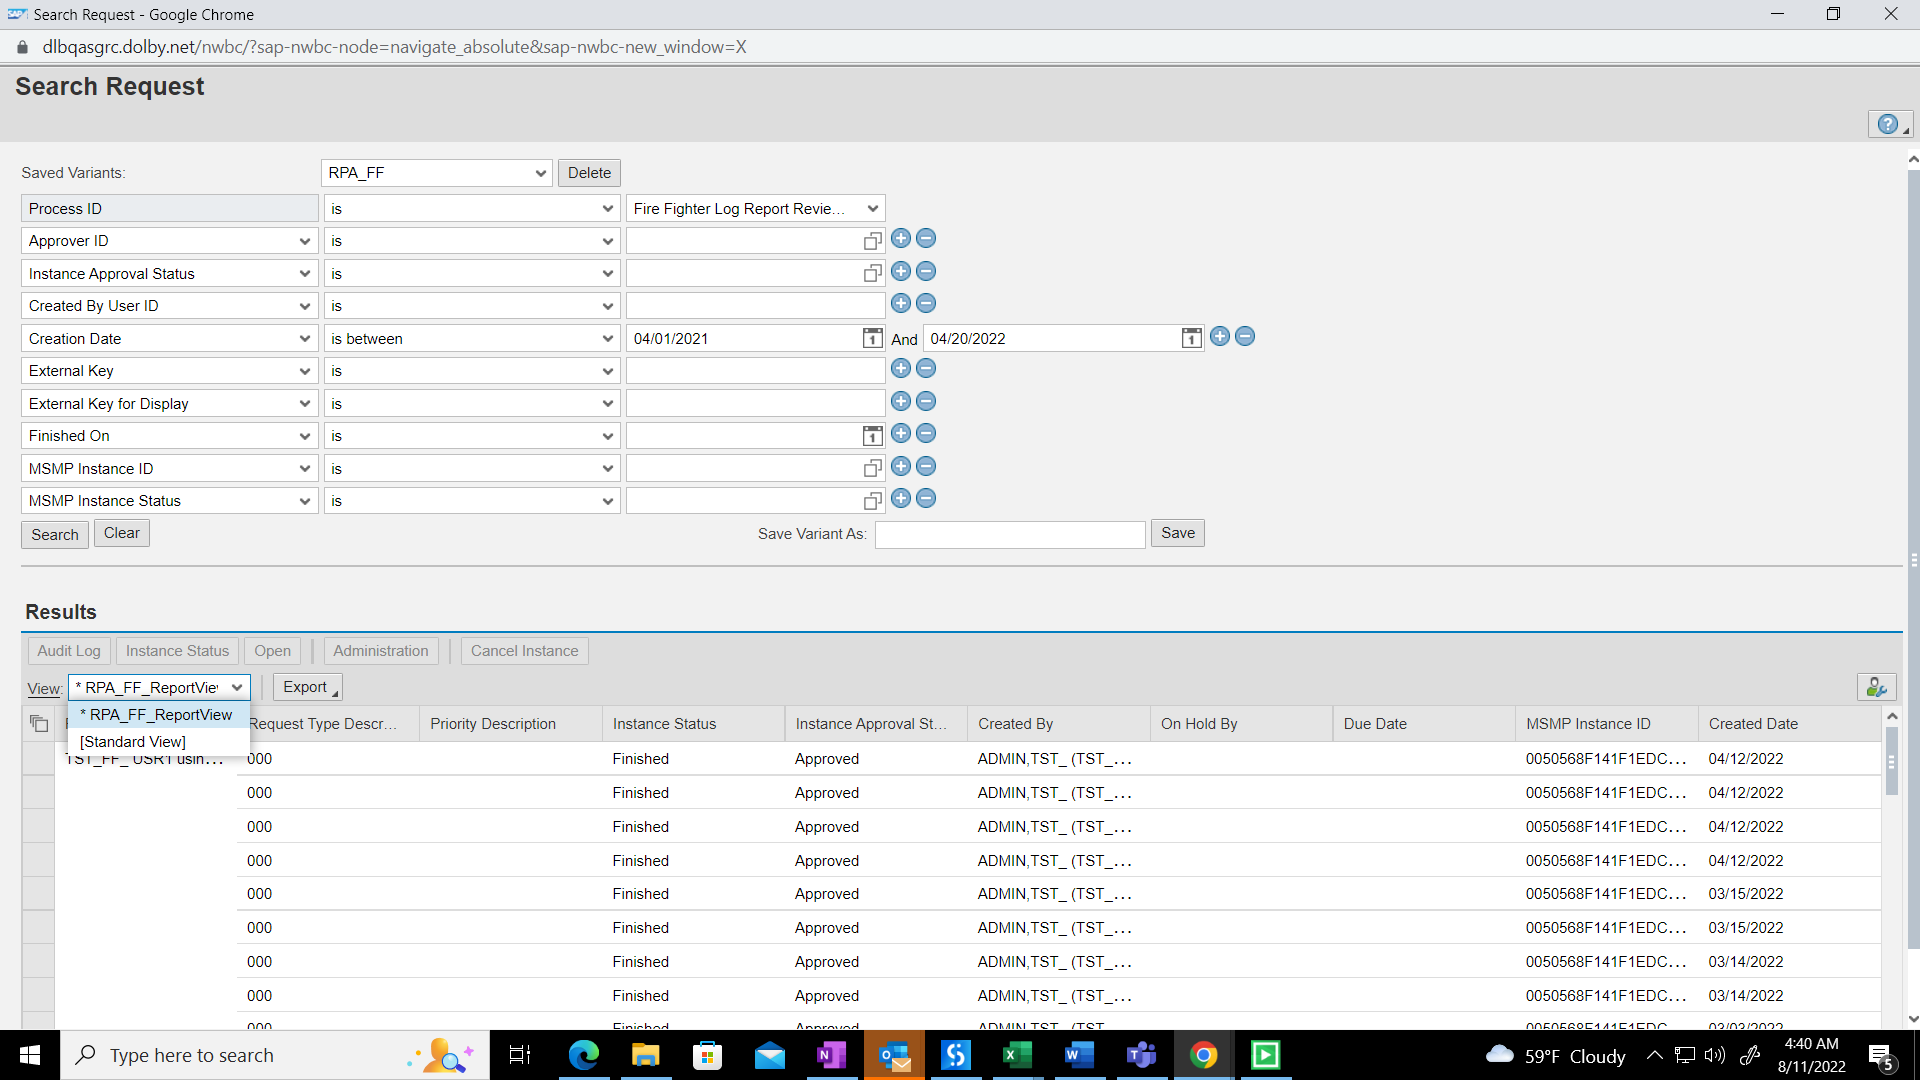 SAP Search Request - Google Chrome
dlbqasgrc.dolby.net/nwbc/?sap-nwbc-node=navigate_absolute&sap-nwbc-new_window=X
Search Request
?
Saved Variants: RPA_FF Delete
Process ID is Fire Fighter Log Report Revie...
Approver ID is
Instance Approval Status is
Created By User ID is
Creation Date is between 04/01/2021 1 And 04/20/2022 1
External Key is
External Key for Display is
Finished On is 1
MSMP Instance ID is
MSMP Instance Status is
Search Clear Save Variant As: Save
Results
Audit Log Instance Status Open Administration Cancel Instance
View: * RPA_FF_ReportVie Export
* RPA_FF_ReportView
[Standard View]
Request Type Descr... Priority Description Instance Status Instance Approval St... Created By On Hold By Due Date MSMP Instance ID Created Date
TST_FF_USR1 usin... 000 Finished Approved ADMIN,TST_ (TST_... 0050568F141F1EDC... 04/12/2022
000 Finished Approved ADMIN,TST_ (TST_... 0050568F141F1EDC... 04/12/2022
000 Finished Approved ADMIN,TST_ (TST_... 0050568F141F1EDC... 04/12/2022
000 Finished Approved ADMIN,TST_ (TST_... 0050568F141F1EDC... 04/12/2022
000 Finished Approved ADMIN,TST_ (TST_... 0050568F141F1EDC... 03/15/2022
000 Finished Approved ADMIN,TST_ (TST_... 0050568F141F1EDC... 03/15/2022
000 Finished Approved ADMIN,TST_ (TST_... 0050568F141F1EDC... 03/14/2022
000 Finished Approved ADMIN,TST_ (TST_... 0050568F141F1EDC... 03/14/2022
000 Finished Approved ADMIN,TST_ (TST_ 0050568F141F1EDC... 03/03/2022
Type here to search 59°F Cloudy 4:40 AM
8/11/2022 5